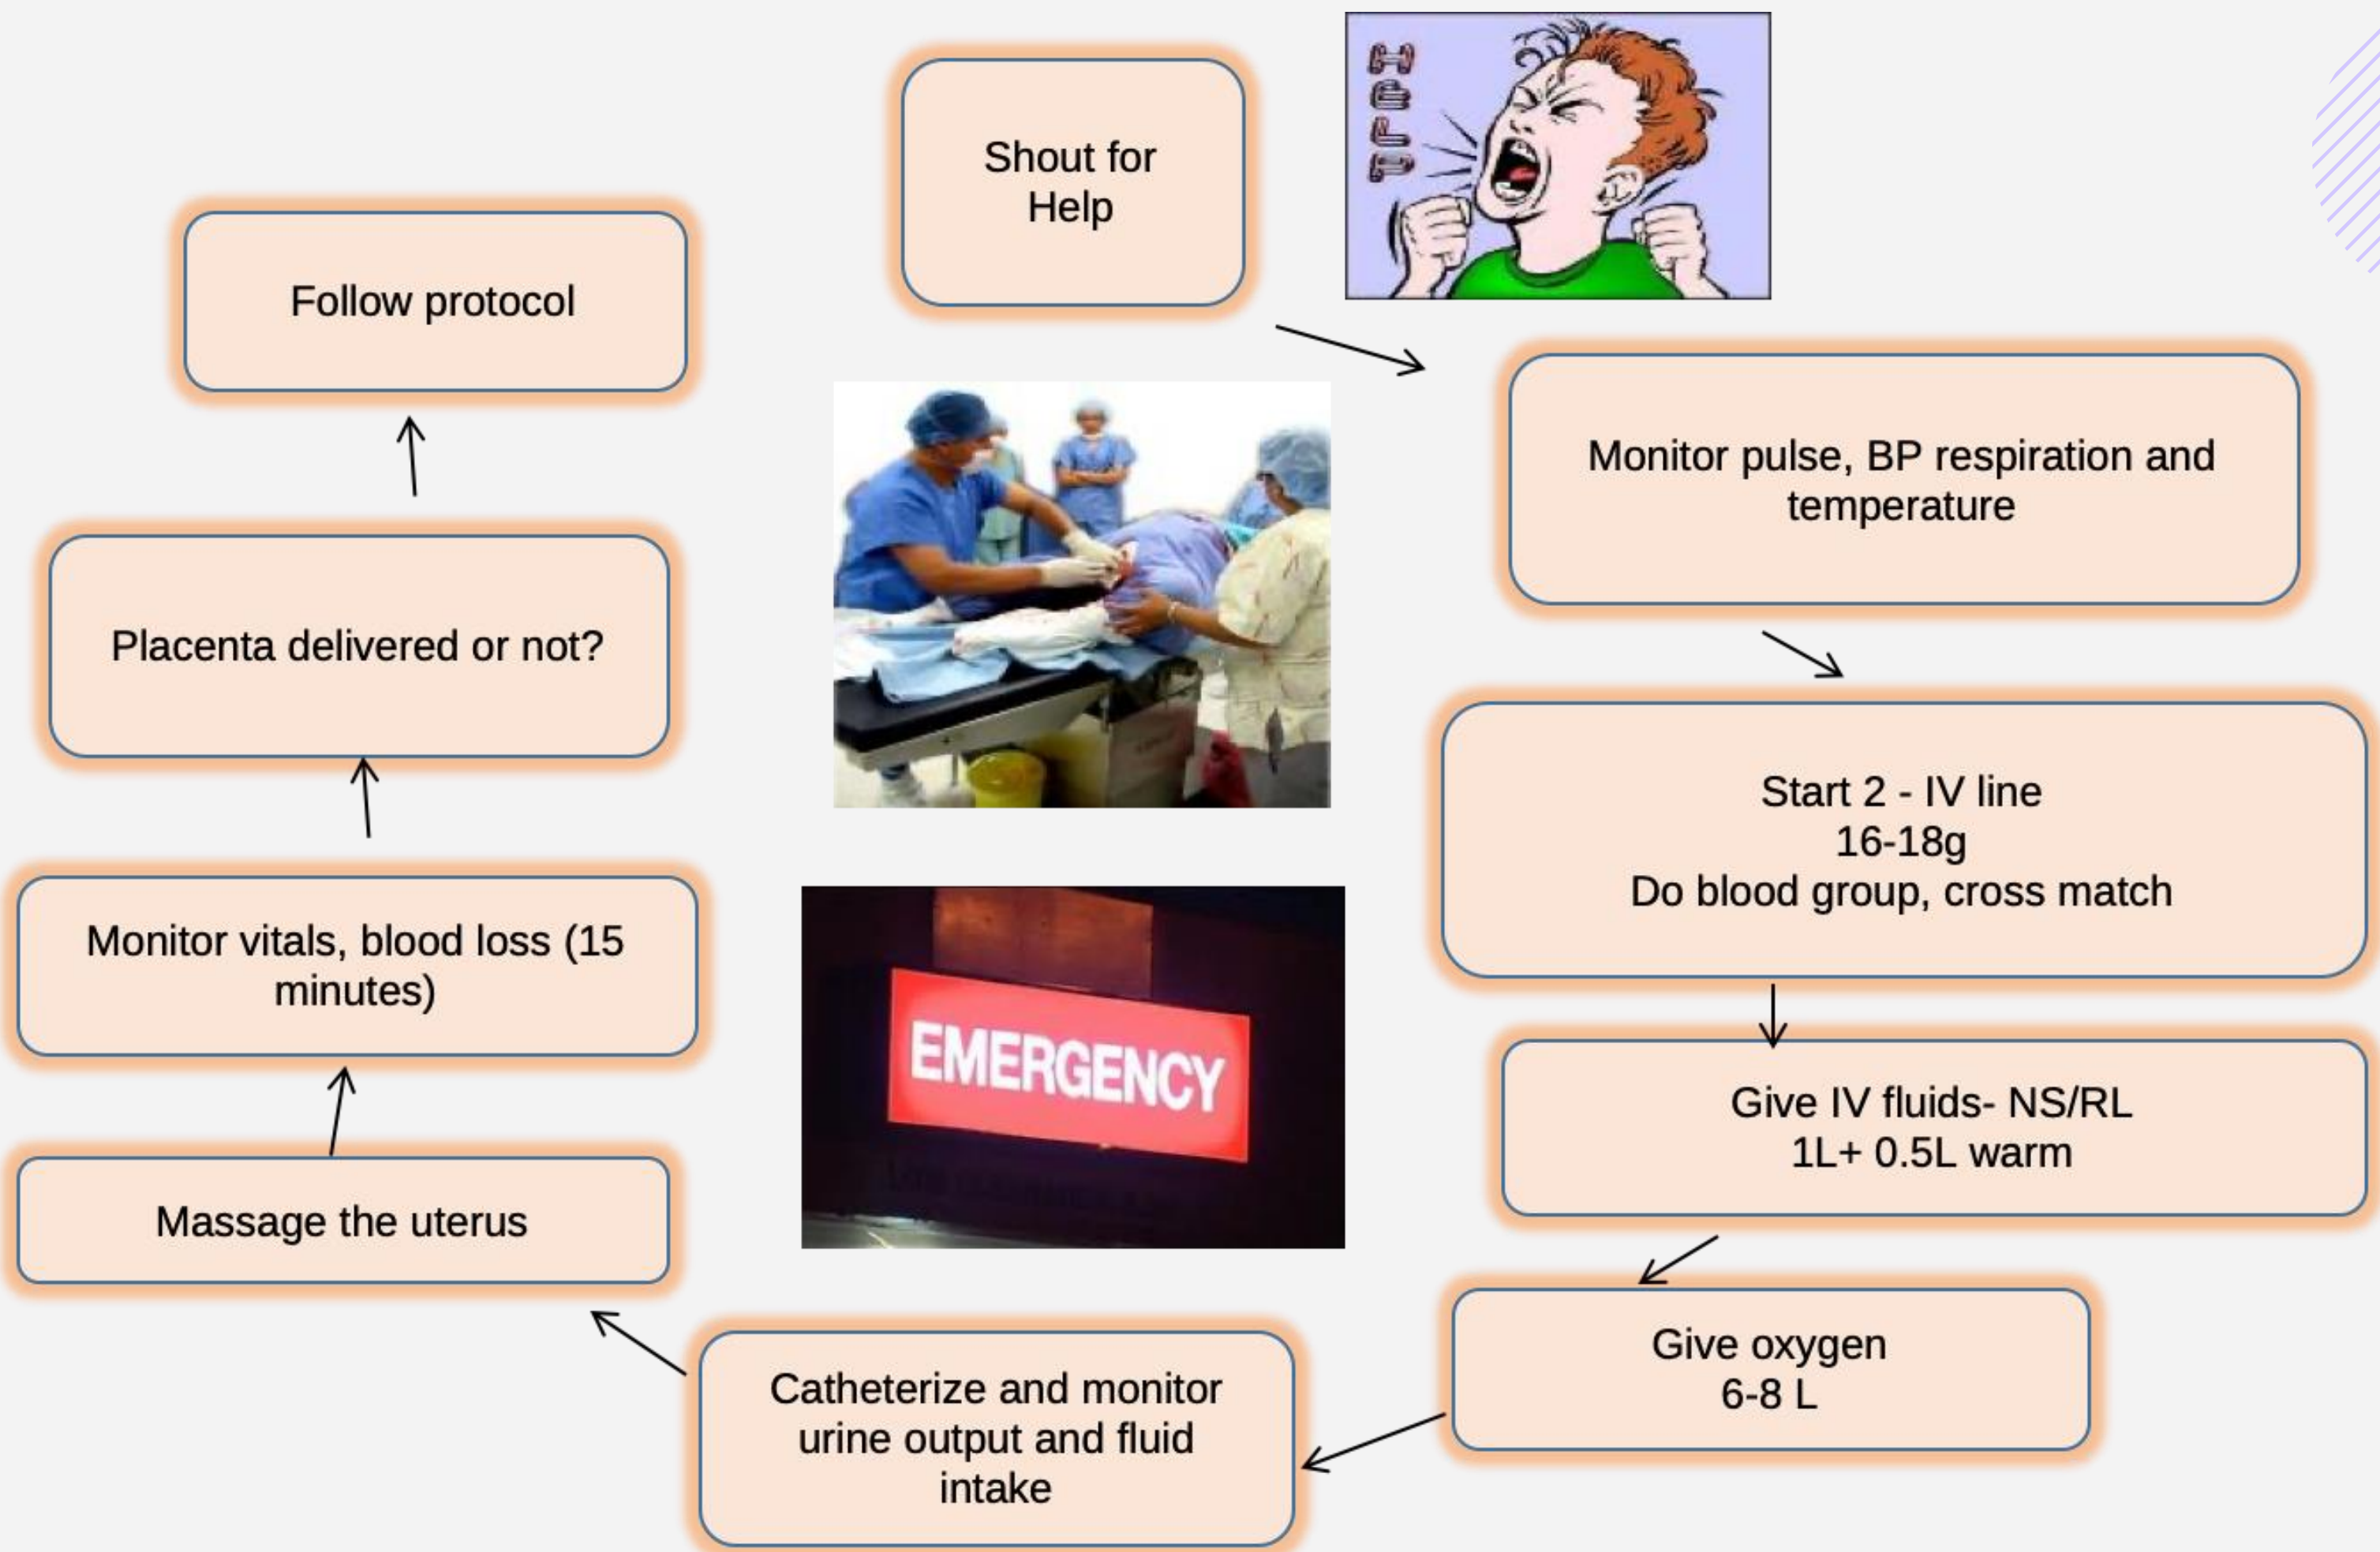 Shout for
Help
HELP
Monitor pulse, BP respiration and
temperature
Start 2 - IV line
16-18g
Do blood group, cross match
Give IV fluids- NS/RL
1L+ 0.5L warm
Give oxygen
6-8 L
Catheterize and monitor
urine output and fluid
intake
Massage the uterus
Monitor vitals, blood loss (15
minutes)
Placenta delivered or not?
Follow protocol
EMERGENCY